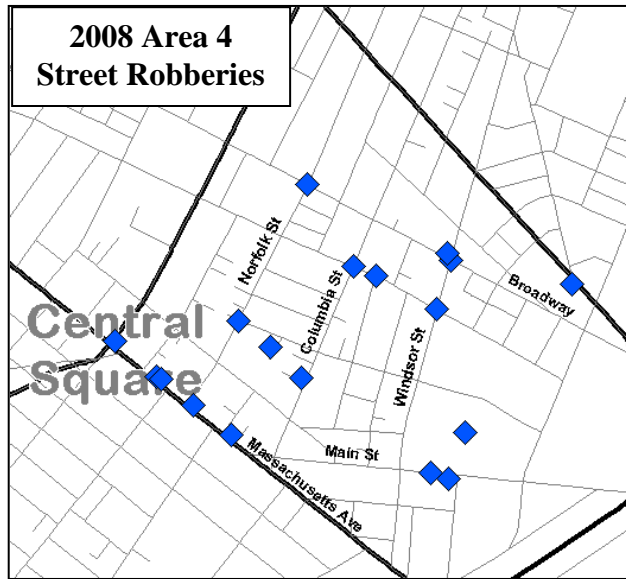 2008 Area 4
Street Robberies
Norfolk St
Columbia St
Broadway
Windsor St
Central
Square
Main St
Massachusetts Ave